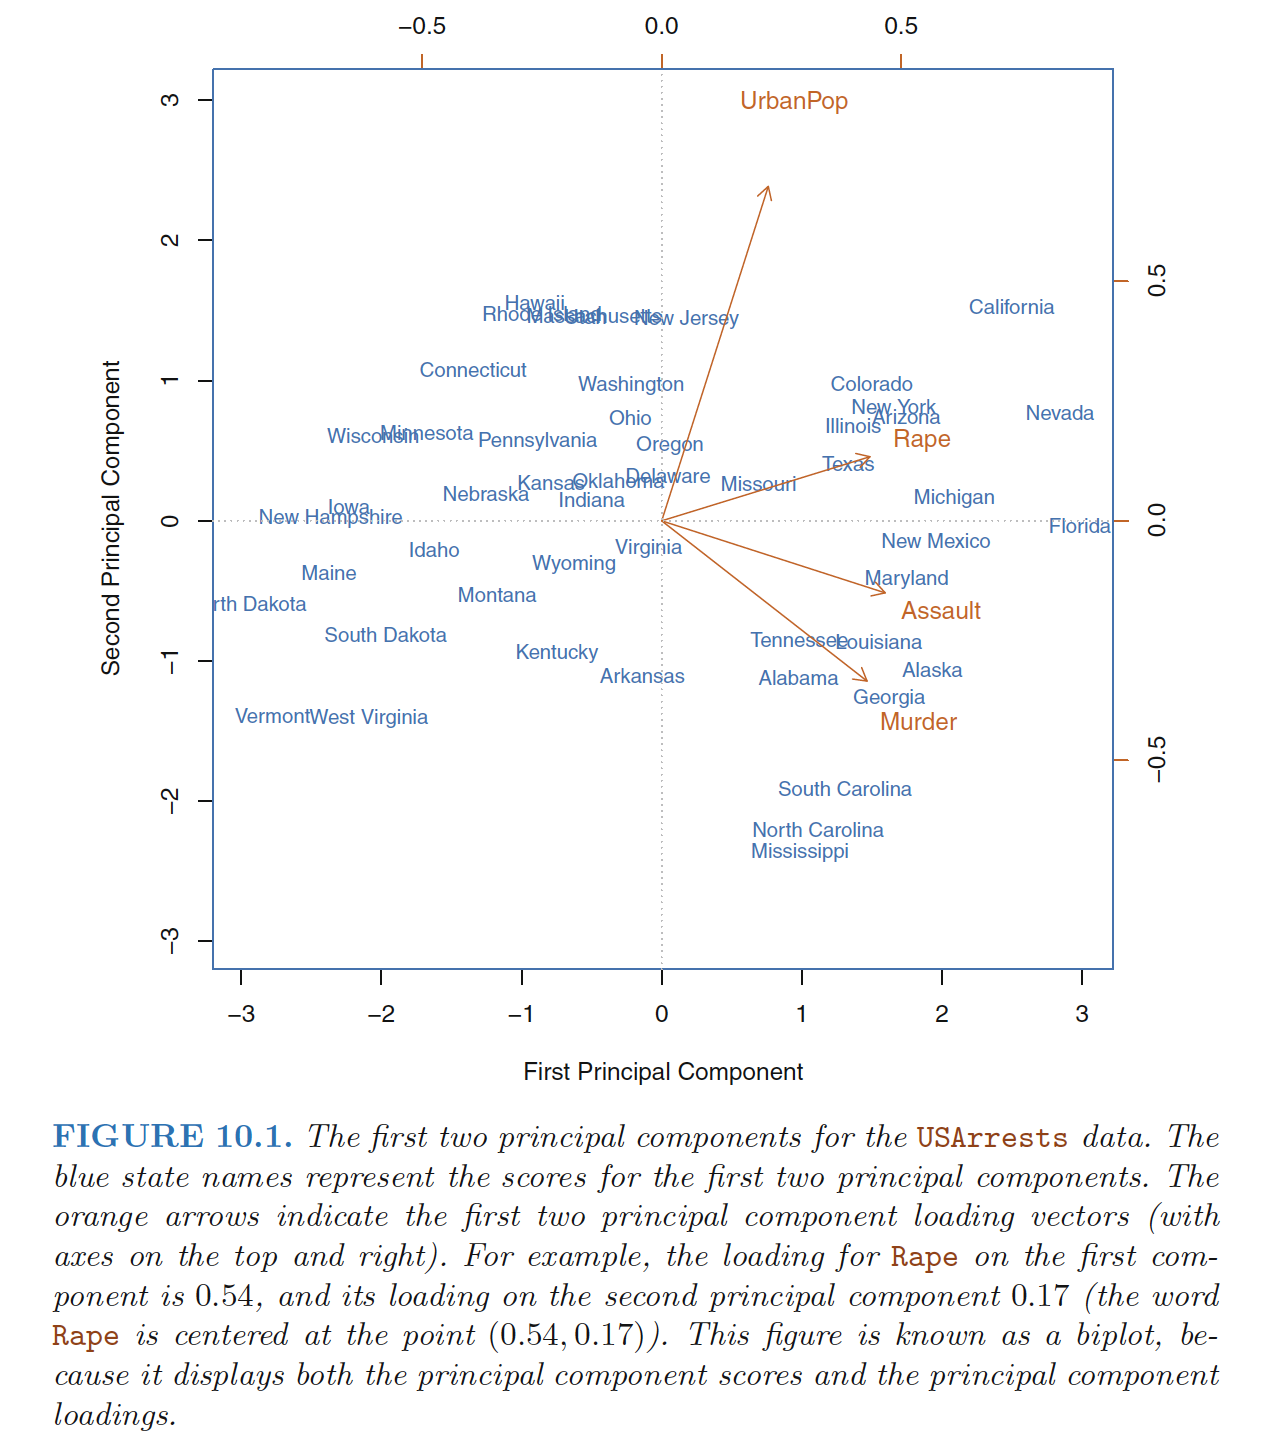 −0.5 0.0 0.5
3
UrbanPop
2
0.5
Hawaii
California
Rhode Island Massachusetts Utah New Jersey
Connecticut
1
Washington Colorado
New York
Nevada
Ohio Arizona
Illinois
Wisconsin Minnesota Pennsylvania Oregon Rape
Texas
Kansas Oklahoma Delaware Missouri
Nebraska Indiana Michigan
Iowa
New Hampshire
0
0.0
Florida
Idaho Virginia New Mexico
Wyoming
Maine Maryland
Montana
rth Dakota Assault
South Dakota Tennessee Louisiana
Kentucky
−1
Arkansas Alabama Alaska
Georgia
Vermont West Virginia Murder
−0.5
South Carolina
−2
North Carolina
Mississippi
−3
Second Principal Component
−3 −2 −1 0 1 2 3
First Principal Component
FIGURE 10.1. The first two principal components for the USArrests data. The
blue state names represent the scores for the first two principal components. The
orange arrows indicate the first two principal component loading vectors (with
axes on the top and right). For example, the loading for Rape on the first com-
ponent is 0.54, and its loading on the second principal component 0.17 (the word
Rape is centered at the point (0.54, 0.17)). This figure is known as a biplot, be-
cause it displays both the principal component scores and the principal component
loadings.